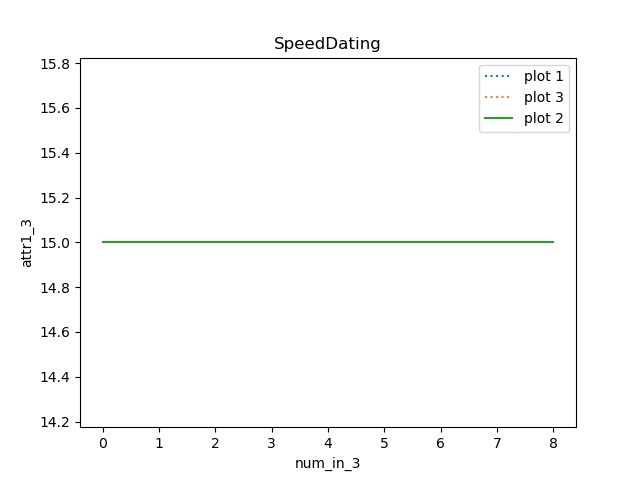 SpeedDating
15.8
15.6
15.4
15.2
15.0
14.8
14.6
14.4
14.2
attr1_3
plot 1
plot 3
plot 2
0 1 2 3 4 5 6 7 8
num_in_3